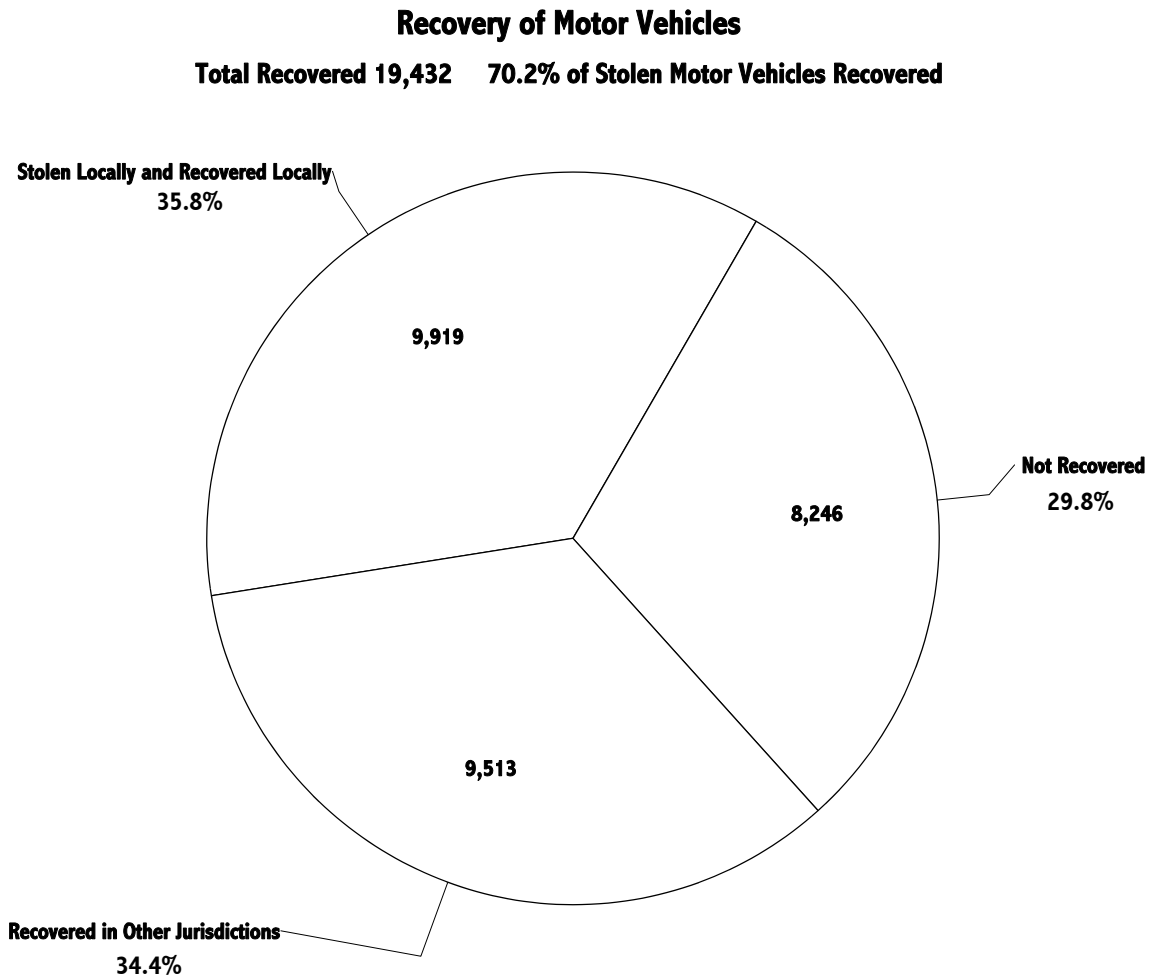 Recovery of Motor Vehicles
Total Recovered 19,432 70.2% of Stolen Motor Vehicles Recovered
Stolen Locally and Recovered Locally
35.8%
9,919
Not Recovered
29.8%
8,246
9,513
Recovered in Other Jurisdictions
34.4%